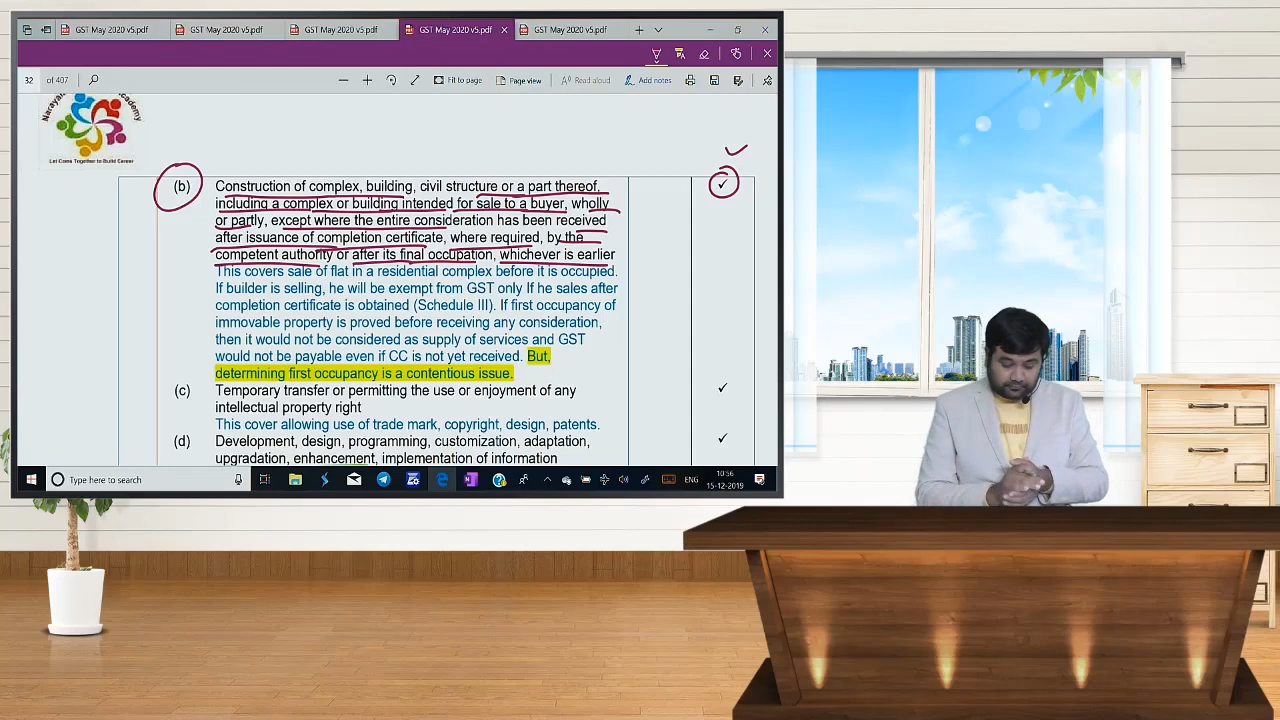 GST May 2020 v5.pdf GST May 2020 v5.pdf GST May 2020 v5.pdf GST May 2020 v5.pdf GST May 2020 v5.pdf
32 of 407 Fit to page Page view Read aloud Add notes
Let Come Together to Build Career
(b) Construction of complex, building, civil structure or a part thereof,
including a complex or building intended for sale to a buyer, wholly
or partly, except where the entire consideration has been received
after issuance of completion certificate, where required, by the
competent authority or after its final occupation, whichever is earlier
This covers sale of flat in a residential complex before it is occupied.
If builder is selling, he will be exempt from GST only If he sales after
completion certificate is obtained (Schedule III). If first occupancy of
immovable property is proved before receiving any consideration,
then it would not be considered as supply of services and GST
would not be payable even if CC is not yet received. But,
determining first occupancy is a contentious issue.
(c) Temporary transfer or permitting the use or enjoyment of any
intellectual property right
This cover allowing use of trade mark, copyright, design, patents.
(d) Development, design, programming, customization, adaptation,
upgradation, enhancement, implementation of information
Type here to search
ENG
10:56
15-12-2019